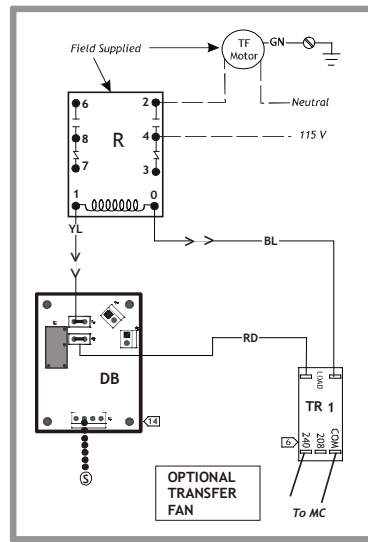 Field Supplied
TF
Motor
GN
6
2
Neutral
8
R
4
115 V
7
3
1
0
YL
BL
RD
DB
LOAD
TR 1
14
6
240
208
COM
S
OPTIONAL
TRANSFER
FAN
To MC